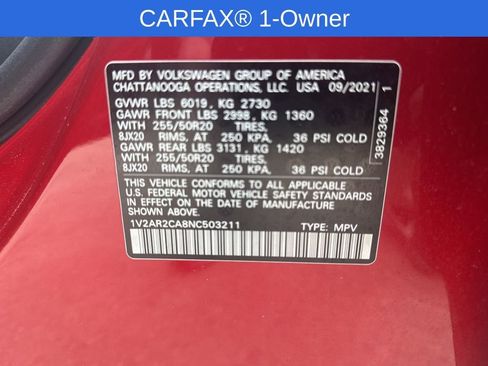 CARFAX® 1-Owner
MFD. BY VOLKSWAGEN GROUP OF AMERICA
CHATTANOOGA OPERATIONS, LLC. USA 09/2021
GVWR LBS 6019, KG 2730
GAWR FRONT LBS 2998, KG 1360
WITH 255/50R20 TIRES,
8JX20 RIMS, AT 250 KPA. 36 PSI COLD
GAWR REAR LBS 3131, KG 1420
WITH 255/50R20 TIRES,
8JX20 RIMS, AT 250 KPA. 36 PSI COLD
THIS VEHICLE CONFORMS TO ALL APPLICABLE
U.S. FEDERAL MOTOR VEHICLE SAFETY STANDARDS
IN EFFECT ON THE DATE OF MANUFACTURE
SHOWN ABOVE.
1V2AR2CA8NC503211 TYPE: MPV
3829364 1